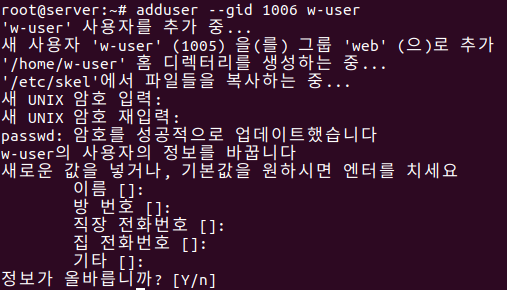 root@server:~# adduser --gid 1006 w-user
'w-user' 사용자를 추가 중...
새 사용자 'w-user' (1005) 을(를) 그룹 'web' (으)로 추가
'/home/w-user' 홈 디렉터리를 생성하는 중...
'/etc/skel'에서 파일들을 복사하는 중...
새 UNIX 암호 입력:
새 UNIX 암호 재입력:
passwd: 암호를 성공적으로 업데이트했습니다
w-user의 사용자의 정보를 바꿉니다
새로운 값을 넣거나, 기본값을 원하시면 엔터를 치세요
이름 []:
방 번호 []:
직장 전화번호 []:
집 전화번호 []:
기타 []:
정보가 올바릅니까? [Y/n]